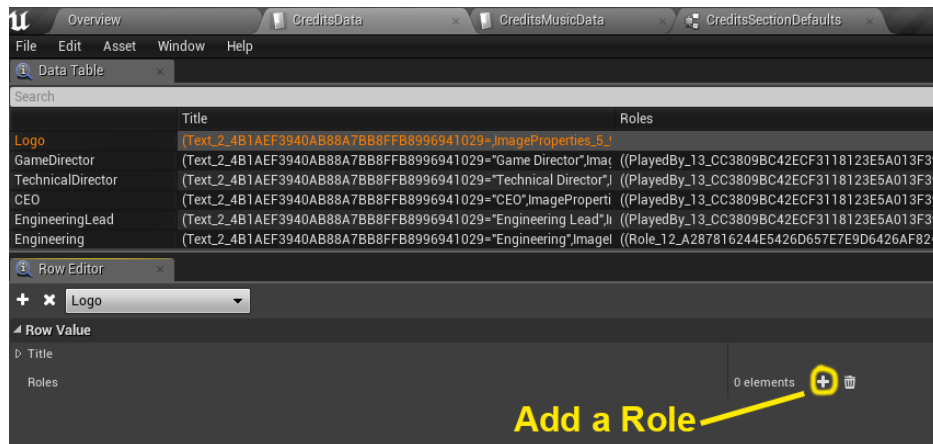 Overview CreditsData CreditsMusicData CreditsSectionDefaults
File Edit Asset Window Help
Data Table
Search
Title Roles
Logo (Text_2_4B1AEF3940AB88A7BB8FFB8996941029=,ImageProperties_5_
GameDirector (Text_2_4B1AEF3940AB88A7BB8FFB8996941029="Game Director",Imag ((PlayedBy_13_CC3809BC42ECF3118123E5A013F3
TechnicalDirector (Text_2_4B1AEF3940AB88A7BB8FFB8996941029="Technical Director",I ((PlayedBy_13_CC3809BC42ECF3118123E5A013F3
CEO (Text_2_4B1AEF3940AB88A7BB8FFB8996941029="CEO",ImageProperti ((PlayedBy_13_CC3809BC42ECF3118123E5A013F3
EngineeringLead (Text_2_4B1AEF3940AB88A7BB8FFB8996941029="Engineering Lead",I ((PlayedBy_13_CC3809BC42ECF3118123E5A013F3
Engineering (Text_2_4B1AEF3940AB88A7BB8FFB8996941029="Engineering",Image ((Role_12_A287816244E5426D657E7E9D6426AF82
Row Editor
Logo
Row Value
Title
Roles 0 elements
Add a Role